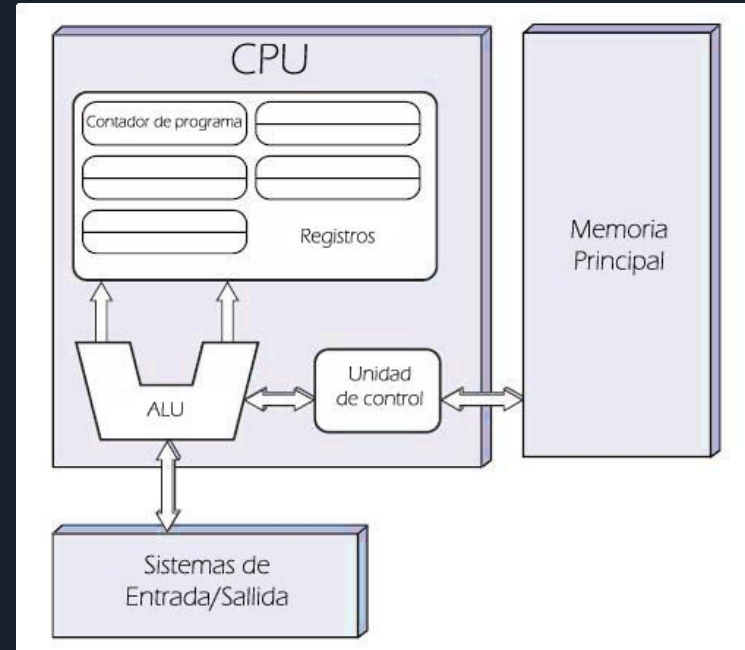 CPU
Contador de programa
Registros
Memoria
Principal
ALU
Unidad
de control
Sistemas de
Entrada/Sallida